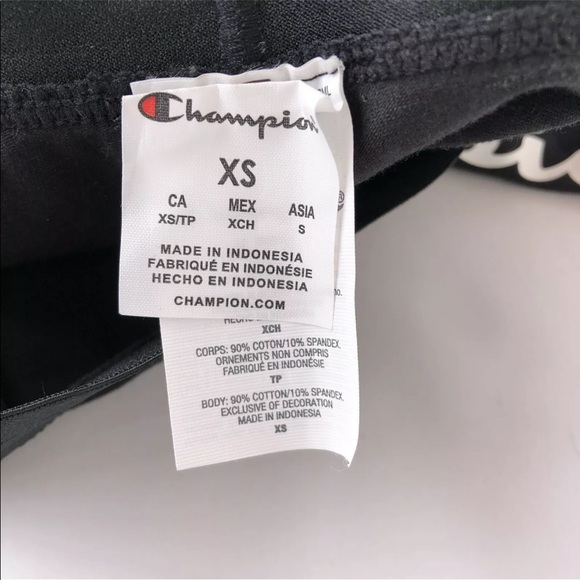 Champion
XS
CA MEX ASIA
XS/TP XCH S
MADE IN INDONESIA
FABRIQUÉ EN INDONÉSIE
HECHO EN INDONESIA
CHAMPION.COM
XCH
CORPS: 90% COTON/10% SPANDEX,
ORNEMENTS NON COMPRIS
FABRIQUÉ EN INDONÉSIE
TP
BODY: 90% COTTON/10% SPANDEX,
EXCLUSIVE OF DECORATION
MADE IN INDONESIA
XS